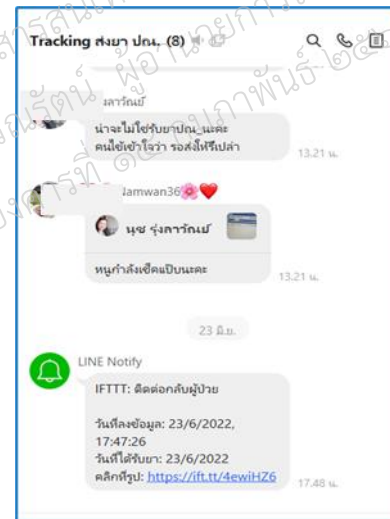 Tracking ส่งยา ปณ. (8)
ลาวัณย์
น่าจะไม่ใช่รับยาปณ_นะคะ
คนไข้เข้าใจว่า รอส่งให้รึเปล่า
13.21 น.
Namwan36🌸❤️
นุช รุ่งลาวัณย์
หนูกำลังเช็คแป๊บนะคะ
13.21 น.
23 มิ.ย.
LINE Notify
IFTTT: ติดต่อกลับผู้ป่วย
วันที่ลงข้อมูล: 23/6/2022,
17:47:26
วันที่ได้รับยา: 23/6/2022
คลิกที่รูป: https://ift.tt/4ewiHZ6
17.48 น.